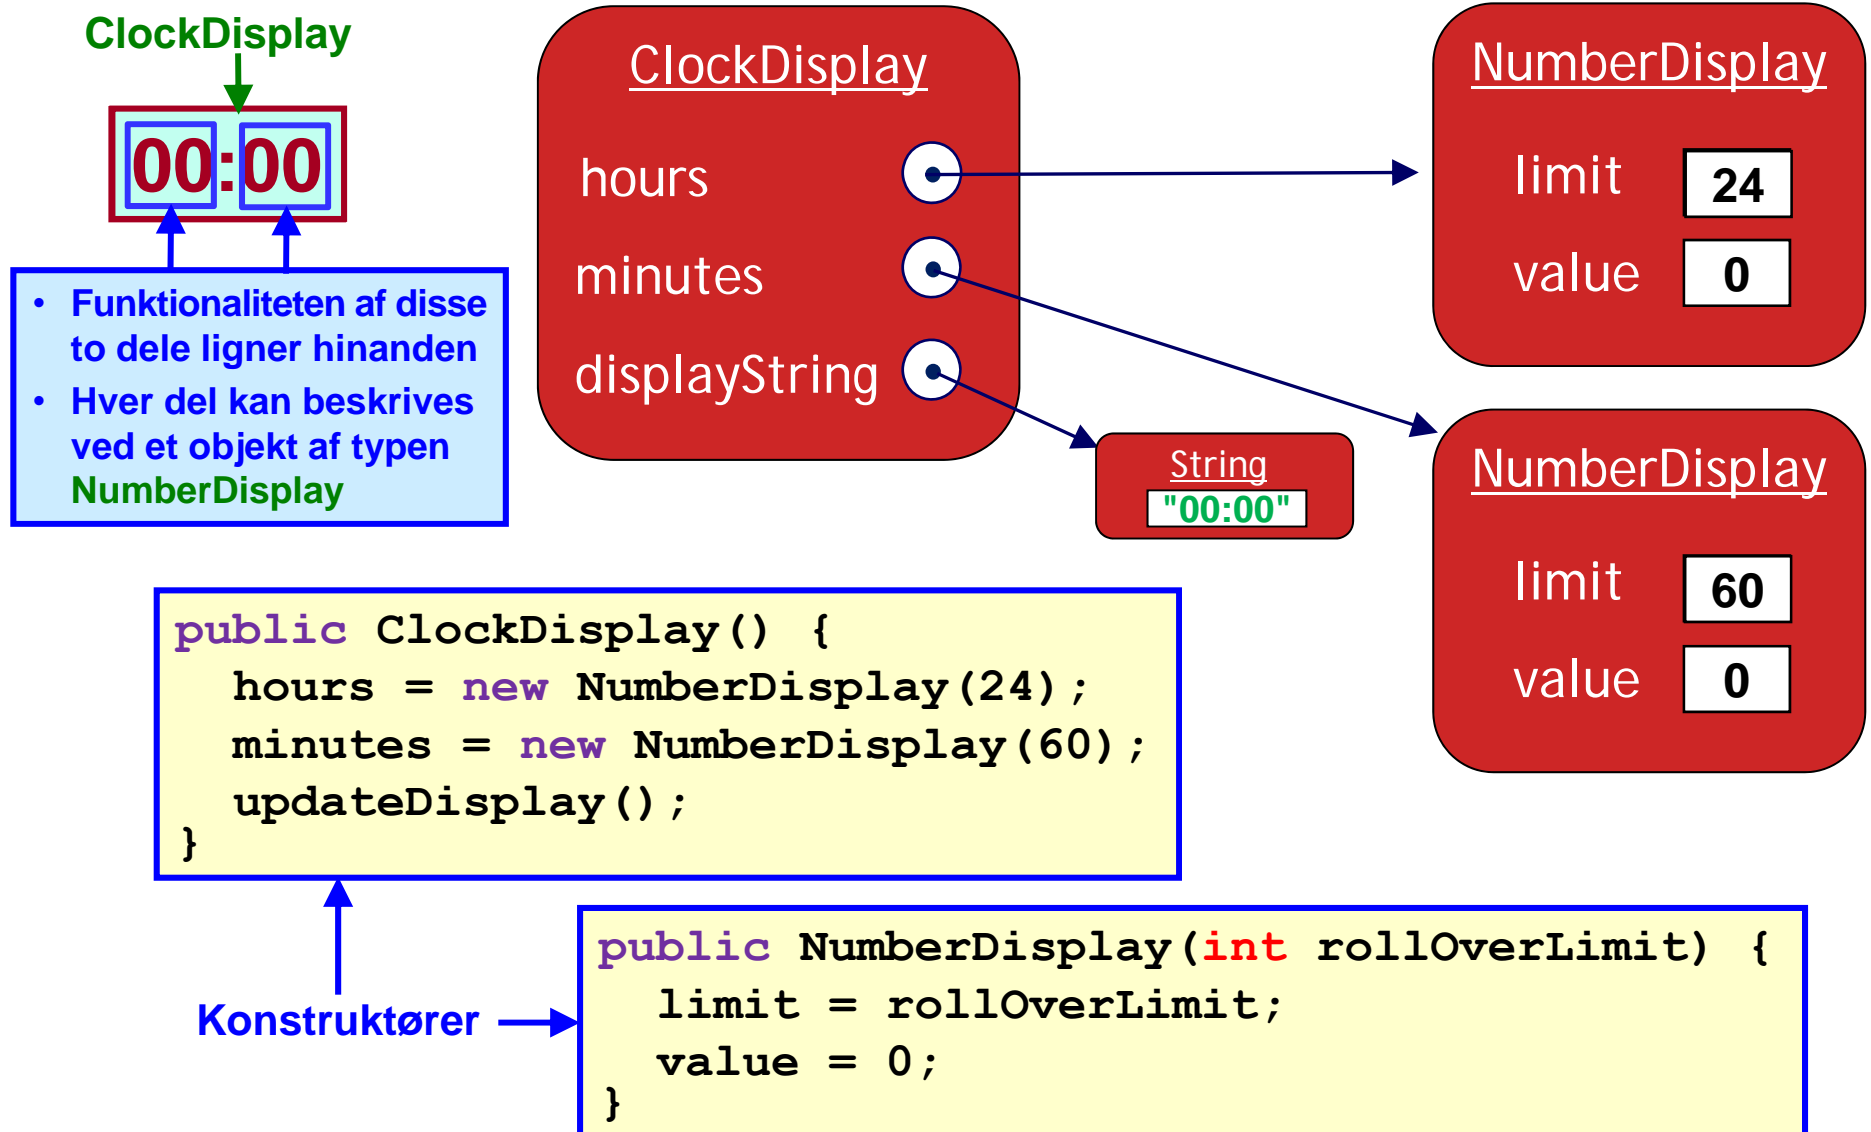 ClockDisplay
00:00
• Funktionaliteten af disse
to dele ligner hinanden
• Hver del kan beskrives
ved et objekt af typen
NumberDisplay
ClockDisplay
hours
minutes
displayString
String
"00:00"
NumberDisplay
limit 24
value 0
NumberDisplay
limit 60
value 0
public ClockDisplay() {
hours = new NumberDisplay(24);
minutes = new NumberDisplay(60);
updateDisplay();
}
Konstruktører
public NumberDisplay(int rollOverLimit) {
limit = rollOverLimit;
value = 0;
}